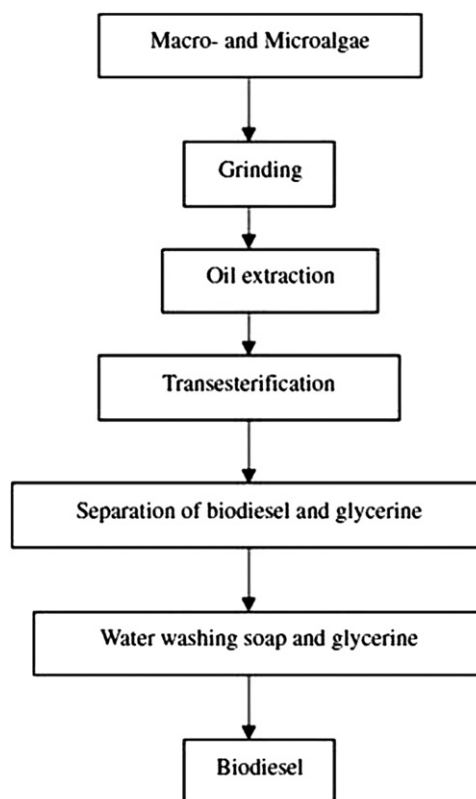 Macro- and Microalgae
Grinding
Oil extraction
Transesterification
Separation of biodiesel and glycerine
Water washing soap and glycerine
Biodiesel